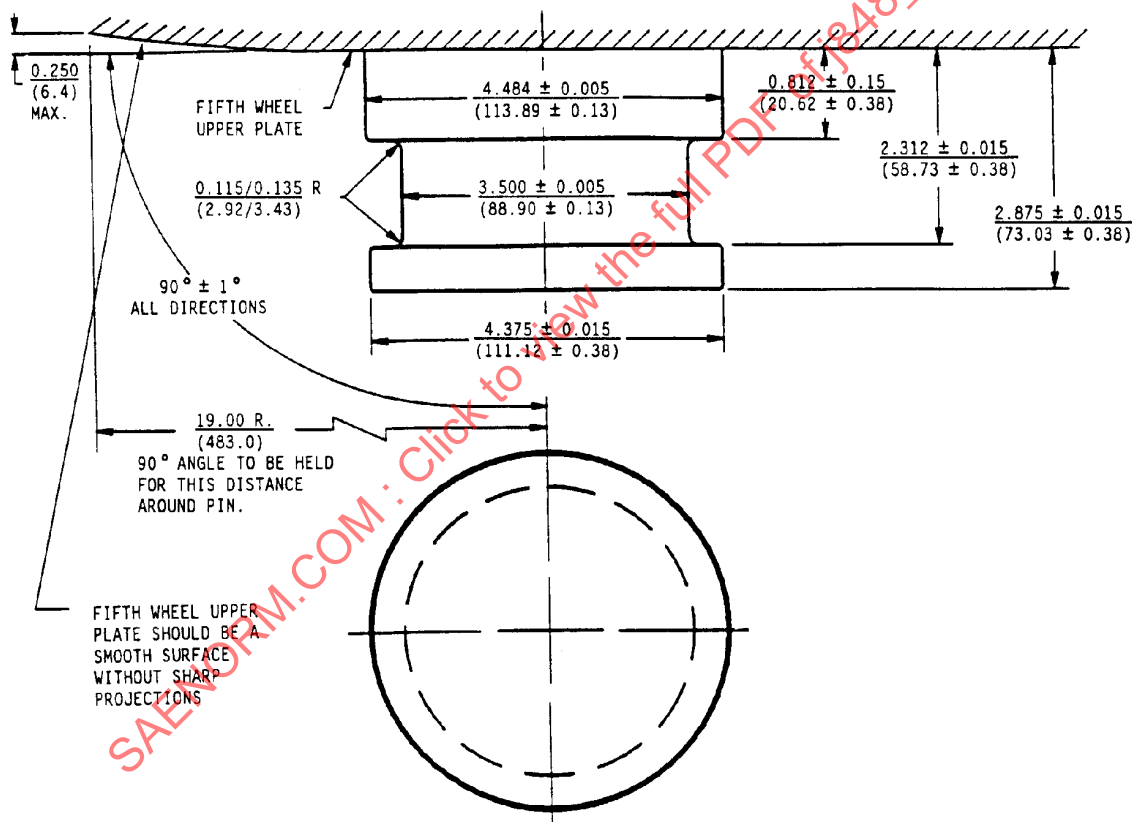 0.250
(6.4)
MAX.
FIFTH WHEEL
UPPER PLATE
4.484 ± 0.005
(113.89 ± 0.13)
0.812 ± 0.15
(20.62 ± 0.38)
2.312 ± 0.015
(58.73 ± 0.38)
2.875 ± 0.015
(73.03 ± 0.38)
0.115/0.135 R
(2.92/3.43)
3.500 ± 0.005
(88.90 ± 0.13)
90° ± 1°
ALL DIRECTIONS
4.375 ± 0.015
(111.12 ± 0.38)
19.00 R.
(483.0)
90° ANGLE TO BE HELD
FOR THIS DISTANCE
AROUND PIN.
FIFTH WHEEL UPPER
PLATE SHOULD BE A
SMOOTH SURFACE
WITHOUT SHARP
PROJECTIONS
SAENORM.COM : Click to view the full PDF of j848_